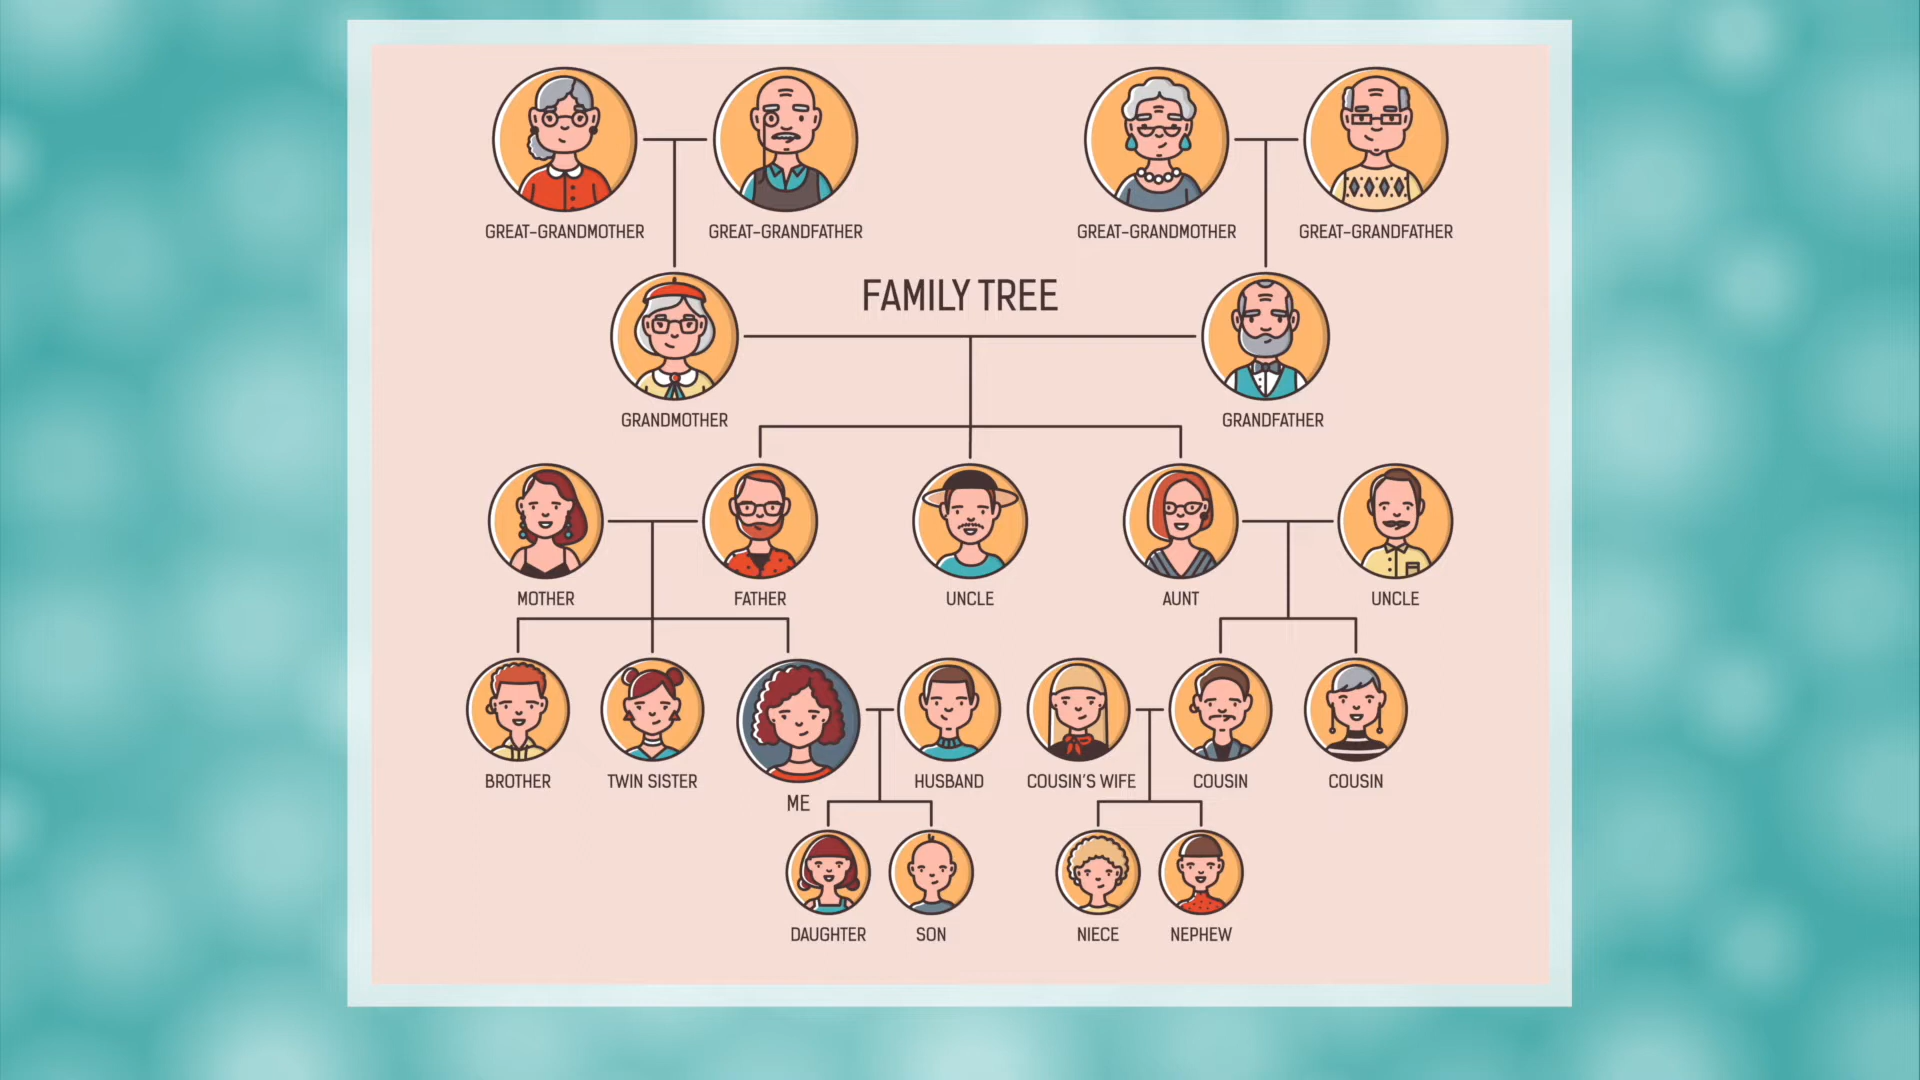 GREAT-GRANDMOTHER
GREAT-GRANDFATHER
GREAT-GRANDMOTHER
GREAT-GRANDFATHER
FAMILY TREE
GRANDMOTHER
GRANDFATHER
MOTHER
FATHER
UNCLE
AUNT
UNCLE
BROTHER
TWIN SISTER
ME
HUSBAND
COUSIN'S WIFE
COUSIN
COUSIN
DAUGHTER
SON
NIECE
NEPHEW